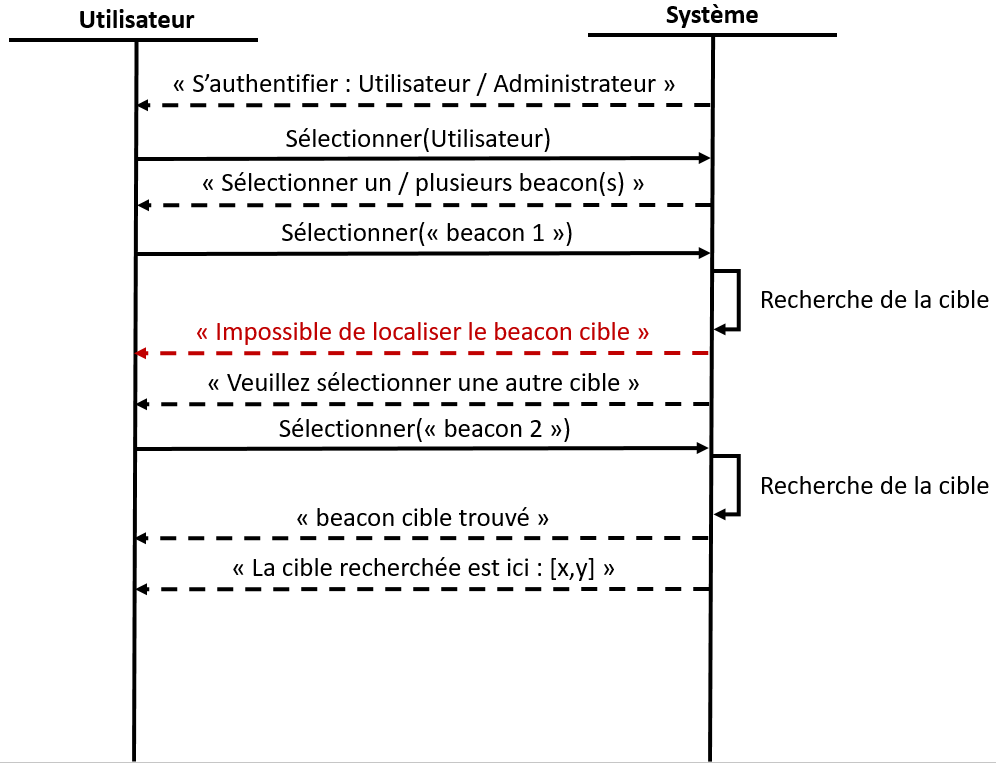 Utilisateur
Système
« S’authentifier : Utilisateur / Administrateur »
Sélectionner(Utilisateur)
« Sélectionner un / plusieurs beacon(s) »
Sélectionner(« beacon 1 »)
Recherche de la cible
« Impossible de localiser le beacon cible »
« Veuillez sélectionner une autre cible »
Sélectionner(« beacon 2 »)
Recherche de la cible
« beacon cible trouvé »
« La cible recherchée est ici : [x,y] »